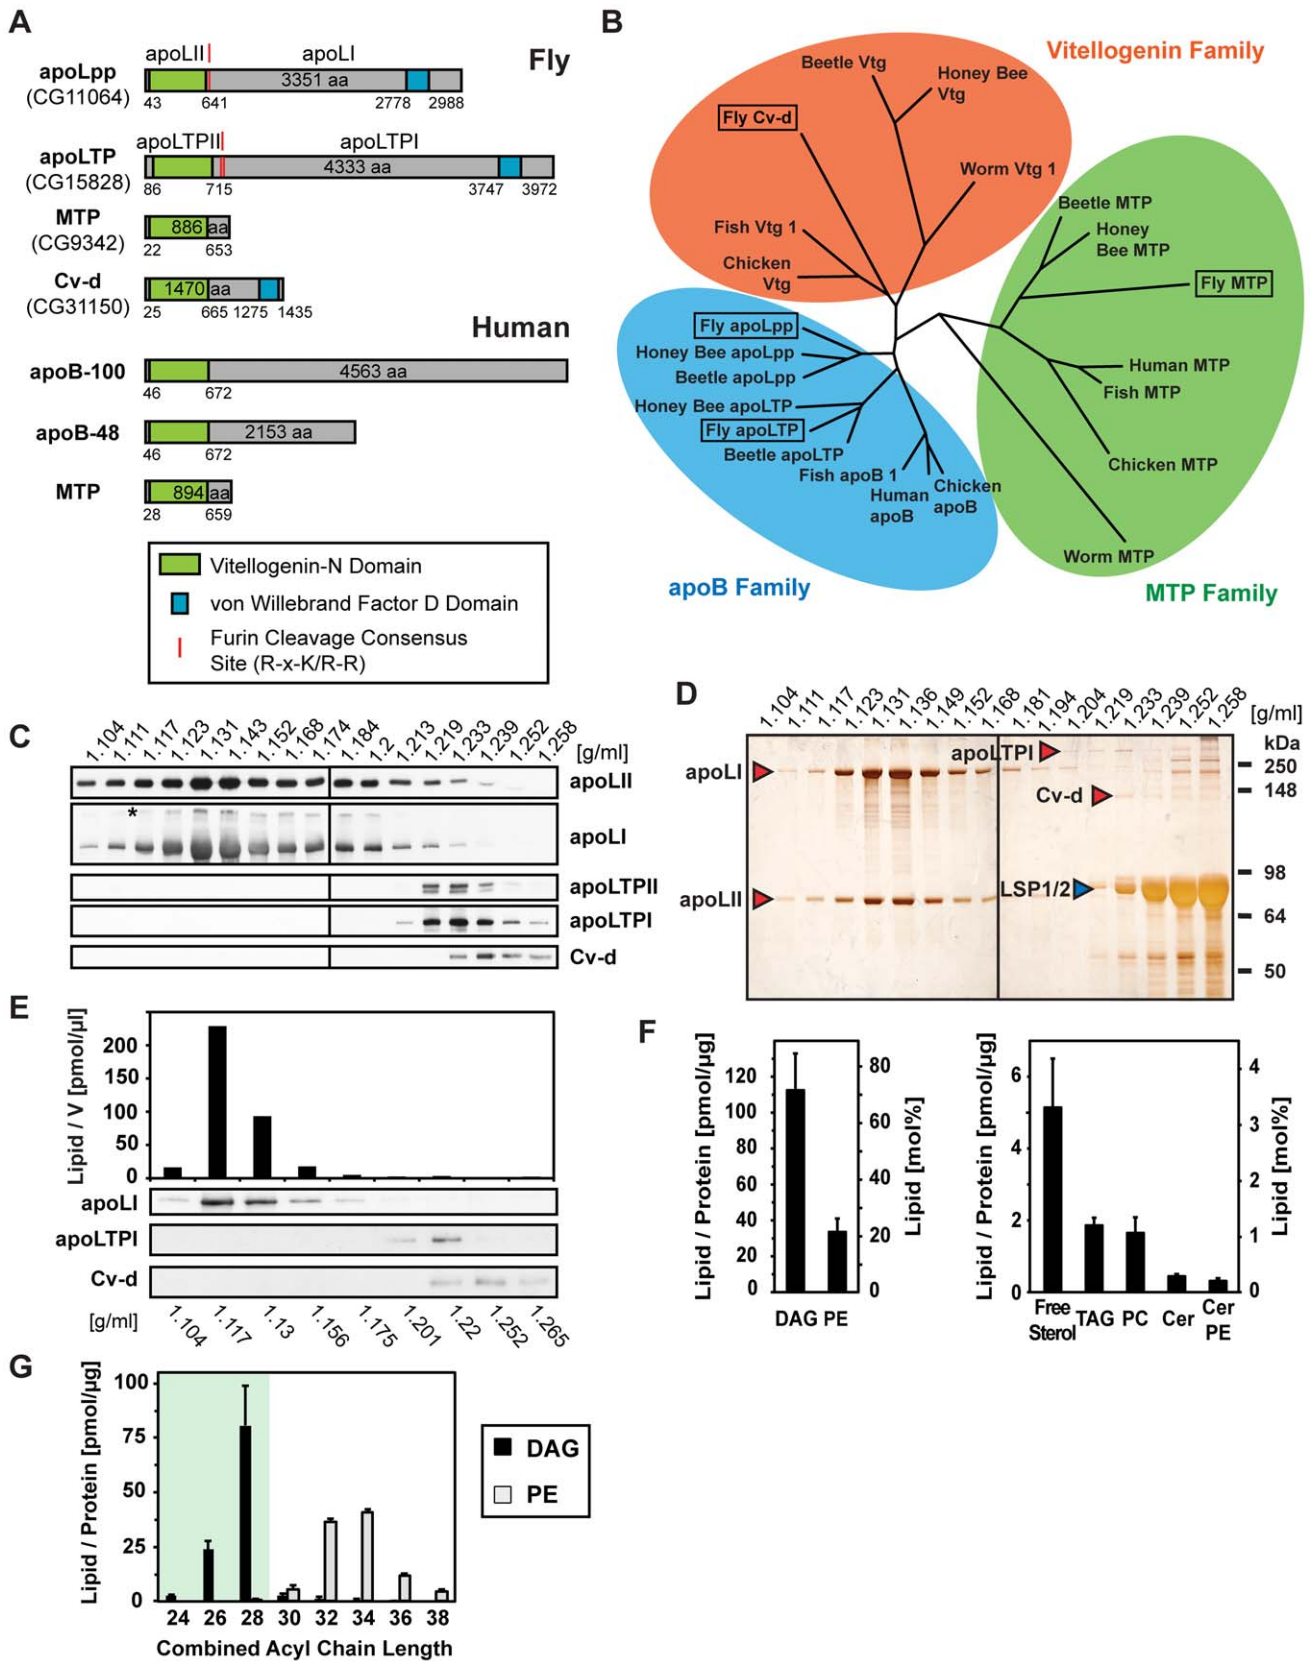 A
apoLII
apoLI
Fly
apoLpp
(CG11064)
3351 aa
43
641
2778
2988
apoLTPII
apoLTPI
apoLTP
(CG15828)
4333 aa
86
715
3747
3972
MTP
(CG9342)
886 aa
22
653
Cv-d
(CG31150)
1470 aa
25
665
1275
1435
Human
apoB-100
4563 aa
46
672
apoB-48
2153 aa
46
672
MTP
894 aa
28
659
Vitellogenin-N Domain
von Willebrand Factor D Domain
Furin Cleavage Consensus
Site (R-x-K/R-R)
B
Vitellogenin Family
Beetle Vtg
Honey Bee
Vtg
Fly Cv-d
Worm Vtg 1
Fish Vtg 1
Chicken
Vtg
Beetle MTP
Honey
Bee MTP
Fly MTP
Human MTP
Fish MTP
Chicken MTP
Worm MTP
MTP Family
Fly apoLpp
Honey Bee apoLpp
Beetle apoLpp
Honey Bee apoLTP
Fly apoLTP
Beetle apoLTP
Fish apoB 1
Human
apoB
Chicken
apoB
apoB Family
C
1.104 1.111 1.117 1.123 1.131 1.143 1.152 1.168 1.174 1.184 1.2 1.213 1.219 1.233 1.239 1.252 1.258
[g/ml]
apoLII
*
apoLI
apoLTPII
apoLTPI
Cv-d
D
1.104 1.111 1.117 1.123 1.131 1.136 1.149 1.152 1.168 1.181 1.194 1.204 1.219 1.233 1.239 1.252 1.258
[g/ml]
kDa
apoLTPI
250
apoLI
148
Cv-d
98
LSP1/2
apoLII
64
50
E
Lipid / V [pmol/µl]
200
150
100
50
0
apoLI
apoLTPI
Cv-d
[g/ml]
1.104 1.117 1.13 1.156 1.175 1.201 1.22 1.252 1.265
F
Lipid / Protein [pmol/µg]
120
100
80
60
40
20
0
80
60
40
20
0
Lipid [mol%]
DAG PE
Lipid / Protein [pmol/µg]
6
4
2
0
4
3
2
1
0
Lipid [mol%]
Free
Sterol
TAG
PC
Cer
Cer
PE
G
Lipid / Protein [pmol/µg]
100
75
50
25
0
24 26 28 30 32 34 36 38
Combined Acyl Chain Length
DAG
PE